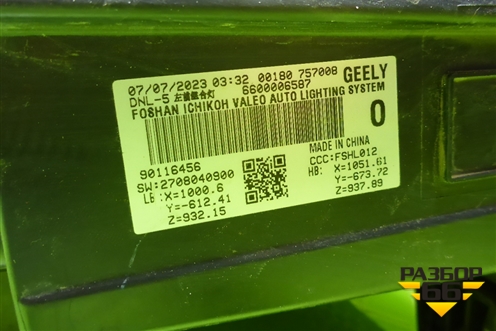 07/07/2023 03:32 00180 757008 GEELY
DNL-5 左前组合灯 6600006587
FOSHAN ICHIKOH VALEO AUTO LIGHTING SYSTEM
0
MADE IN CHINA
90116456 CCC:FSHL012
SW:2708040900 HB: X=1051.61
LB: X=1000.6 Y=-673.72
Y=-612.41 Z=937.89
Z=932.15
РАЗБОР
66